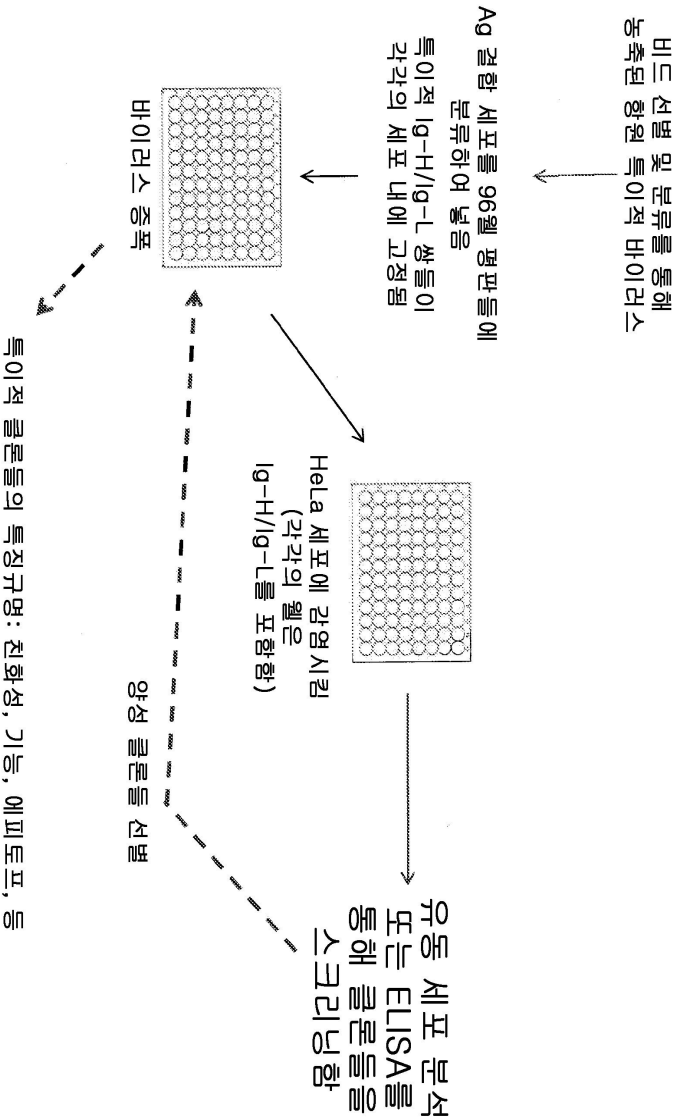 비드 선별 및 분류를 통해
농축된 항원 특이적 바이러스
Ag 결합 세포를 96웰 평판들에
분류하여 넣음
특이적 Ig-H/Ig-L 쌍들이
각각의 세포 내에 고정됨
바이러스 증폭
HeLa 세포에 감염시킴
(각각의 웰은
Ig-H/Ig-L를 포함함)
유동 세포 분석
또는 ELISA를
통해 클론들을
스크리닝함
양성 클론들 선별
특이적 클론들의 특징규명: 친화성, 기능, 에피토프, 등